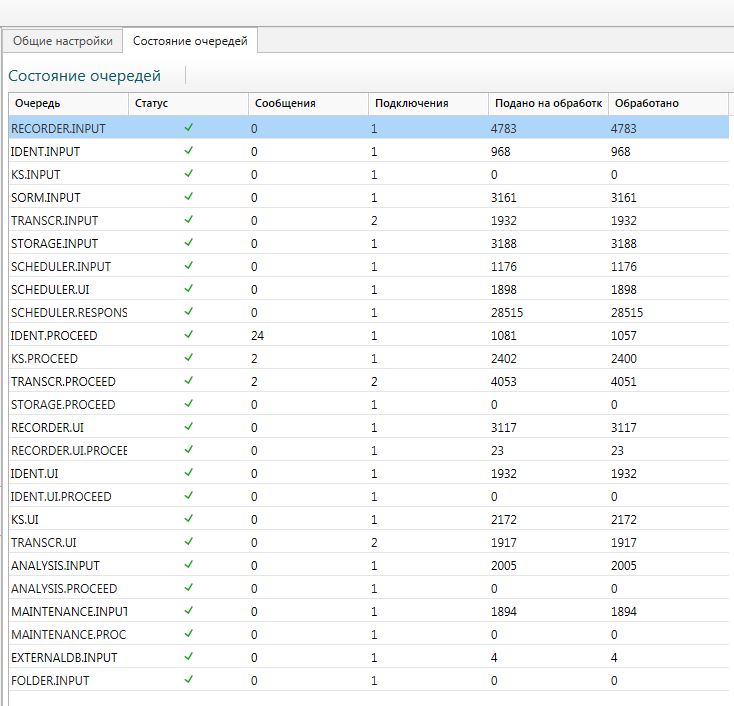 Общие настройки Состояние очередей
Состояние очередей
Очередь Статус Сообщения Подключения Подано на обработк Обработано
RECORDER.INPUT ✓ 0 1 4783 4783
IDENT.INPUT ✓ 0 1 968 968
KS.INPUT ✓ 0 1 0 0
SORM.INPUT ✓ 0 1 3161 3161
TRANSCR.INPUT ✓ 0 2 1932 1932
STORAGE.INPUT ✓ 0 1 3188 3188
SCHEDULER.INPUT ✓ 0 1 1176 1176
SCHEDULER.UI ✓ 0 1 1898 1898
SCHEDULER.RESPONS ✓ 0 1 28515 28515
IDENT.PROCEED ✓ 24 1 1081 1057
KS.PROCEED ✓ 2 1 2402 2400
TRANSCR.PROCEED ✓ 2 2 4053 4051
STORAGE.PROCEED ✓ 0 1 0 0
RECORDER.UI ✓ 0 1 3117 3117
RECORDER.UI.PROCEE ✓ 0 1 23 23
IDENT.UI ✓ 0 1 1932 1932
IDENT.UI.PROCEED ✓ 0 1 0 0
KS.UI ✓ 0 1 2172 2172
TRANSCR.UI ✓ 0 2 1917 1917
ANALYSIS.INPUT ✓ 0 1 2005 2005
ANALYSIS.PROCEED ✓ 0 1 0 0
MAINTENANCE.INPUT ✓ 0 1 1894 1894
MAINTENANCE.PROC ✓ 0 1 0 0
EXTERNALDB.INPUT ✓ 0 1 4 4
FOLDER.INPUT ✓ 0 1 0 0